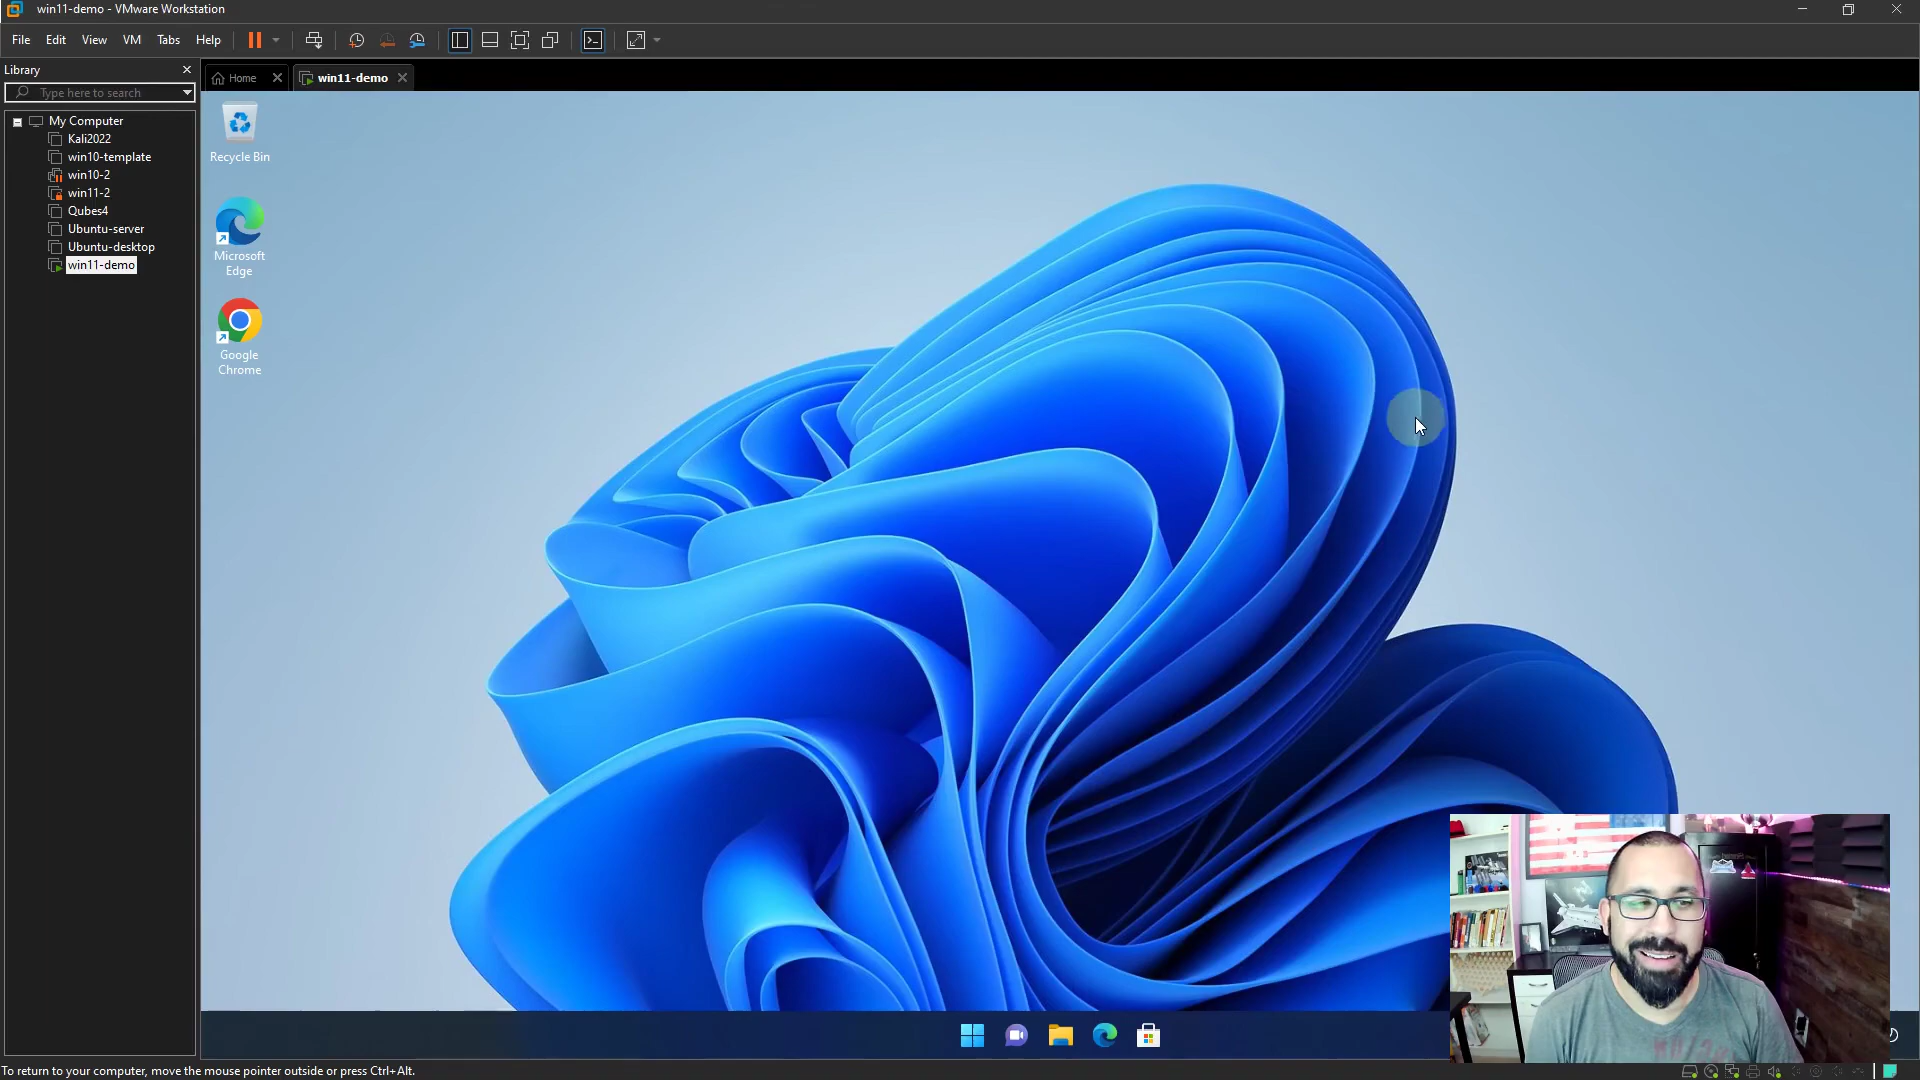 win11-demo - VMware Workstation
File Edit View VM Tabs Help
Library
Home
win11-demo
Type here to search
My Computer
Kali2022
win10-template
win10-2
win11-2
Qubes4
Ubuntu-server
Ubuntu-desktop
win11-demo
Recycle Bin
Microsoft
Edge
Google
Chrome
To return to your computer, move the mouse pointer outside or press Ctrl+Alt.